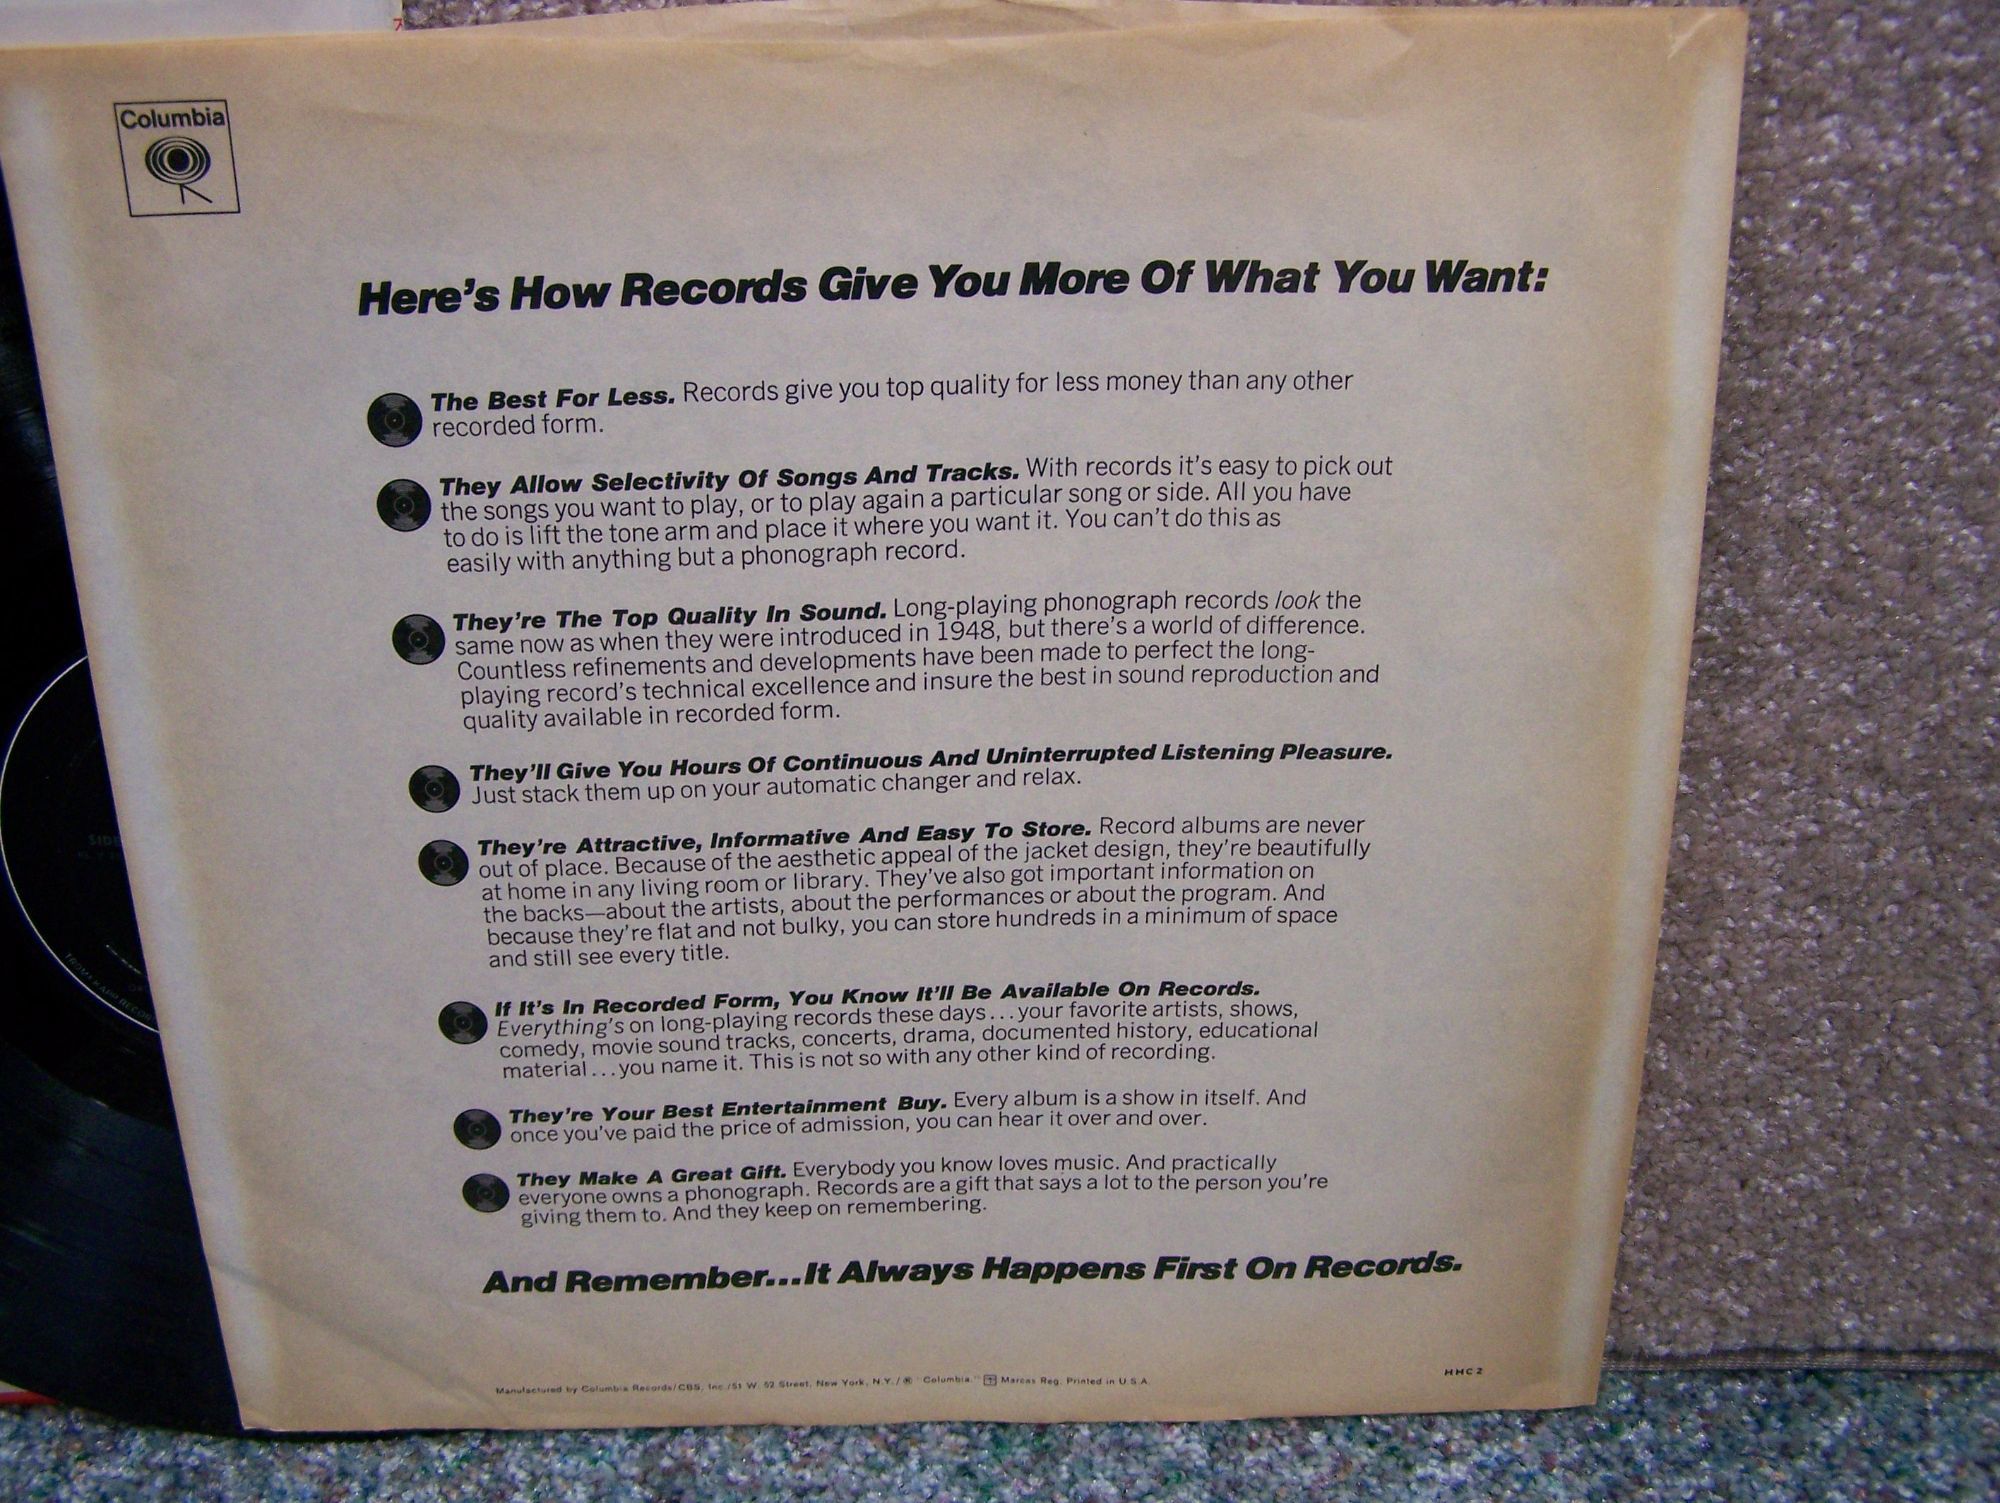 Columbia
Here's How Records Give You More Of What You Want:
The Best For Less. Records give you top quality for less money than any other
recorded form.
They Allow Selectivity Of Songs And Tracks. With records it's easy to pick out
the songs you want to play, or to play again a particular song or side. All you have
to do is lift the tone arm and place it where you want it. You can't do this as
easily with anything but a phonograph record.
They're The Top Quality In Sound. Long-playing phonograph records look the
same now as when they were introduced in 1948, but there's a world of difference.
Countless refinements and developments have been made to perfect the long-
playing record's technical excellence and insure the best in sound reproduction and
quality available in recorded form.
They'll Give You Hours Of Continuous And Uninterrupted Listening Pleasure.
Just stack them up on your automatic changer and relax.
They're Attractive, Informative And Easy To Store. Record albums are never
out of place. Because of the aesthetic appeal of the jacket design, they're beautifully
at home in any living room or library. They've also got important information on
the backs—about the artists, about the performances or about the program. And
because they're flat and not bulky, you can store hundreds in a minimum of space
and still see every title.
If It's In Recorded Form, You Know It'll Be Available On Records.
Everything's on long-playing records these days...your favorite artists, shows,
comedy, movie sound tracks, concerts, drama, documented history, educational
material...you name it. This is not so with any other kind of recording.
They're Your Best Entertainment Buy. Every album is a show in itself. And
once you've paid the price of admission, you can hear it over and over.
They Make A Great Gift. Everybody you know loves music. And practically
everyone owns a phonograph. Records are a gift that says a lot to the person you're
giving them to. And they keep on remembering.
And Remember...It Always Happens First On Records.
Manufactured by Columbia Records/CBS, Inc./51 W. 52 Street, New York, N.Y./® "Columbia," Marcas Reg. Printed in U.S.A.
HHC 2
SIDE